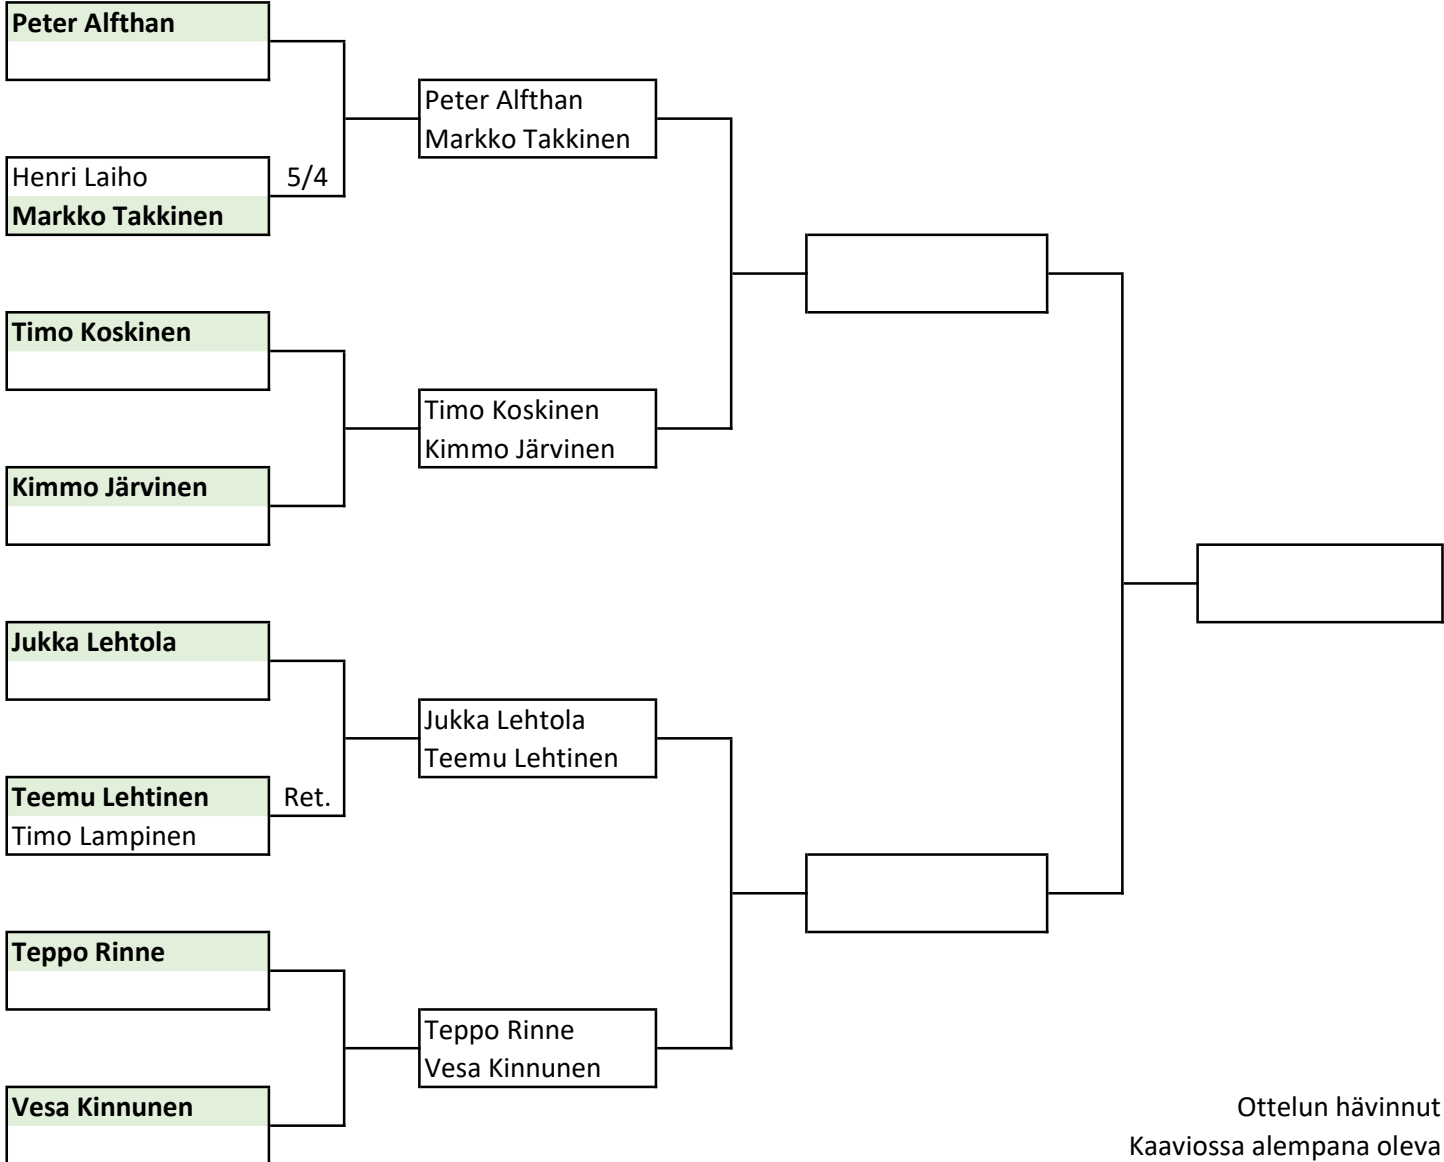 Peter Alfthan
Peter Alfthan
Markko Takkinen
Henri Laiho 5/4
Markko Takkinen
Timo Koskinen
Timo Koskinen
Kimmo Järvinen
Kimmo Järvinen
Jukka Lehtola
Jukka Lehtola
Teemu Lehtinen
Teemu Lehtinen Ret.
Timo Lampinen
Teppo Rinne
Teppo Rinne
Vesa Kinnunen
Vesa Kinnunen
Ottelun hävinnut
Kaaviossa alempana oleva